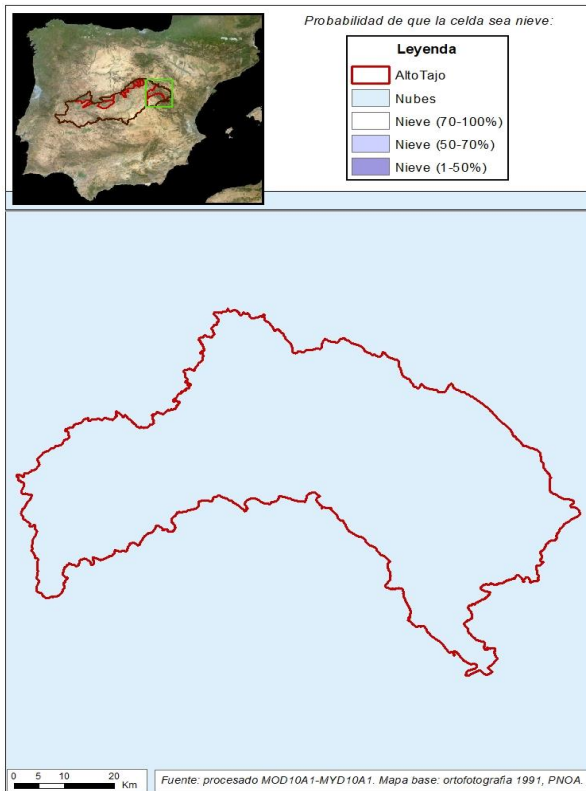 Probabilidad de que la celda sea nieve:
Leyenda
AltoTajo
Nubes
Nieve (70-100%)
Nieve (50-70%)
Nieve (1-50%)
0 5 10 20
Km
Fuente: procesado MOD10A1-MYD10A1. Mapa base: ortofotografia 1991, PNOA.